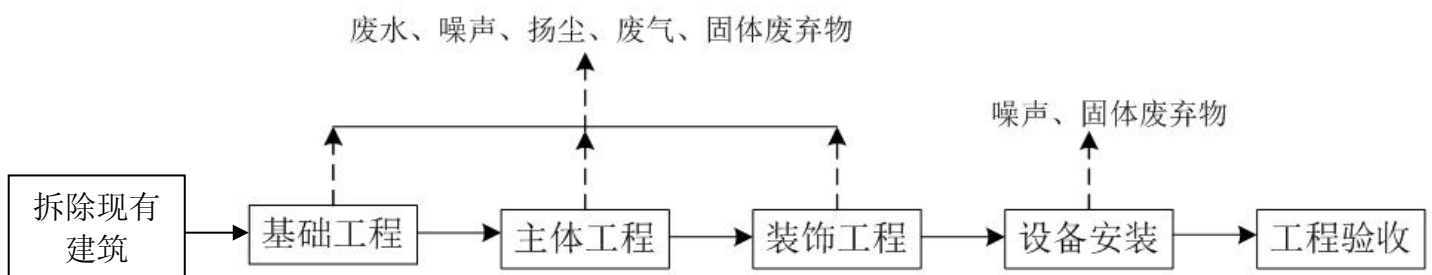 废水、噪声、扬尘、废气、固体废弃物
噪声、固体废弃物
拆除现有
建筑
基础工程
主体工程
装饰工程
设备安装
工程验收